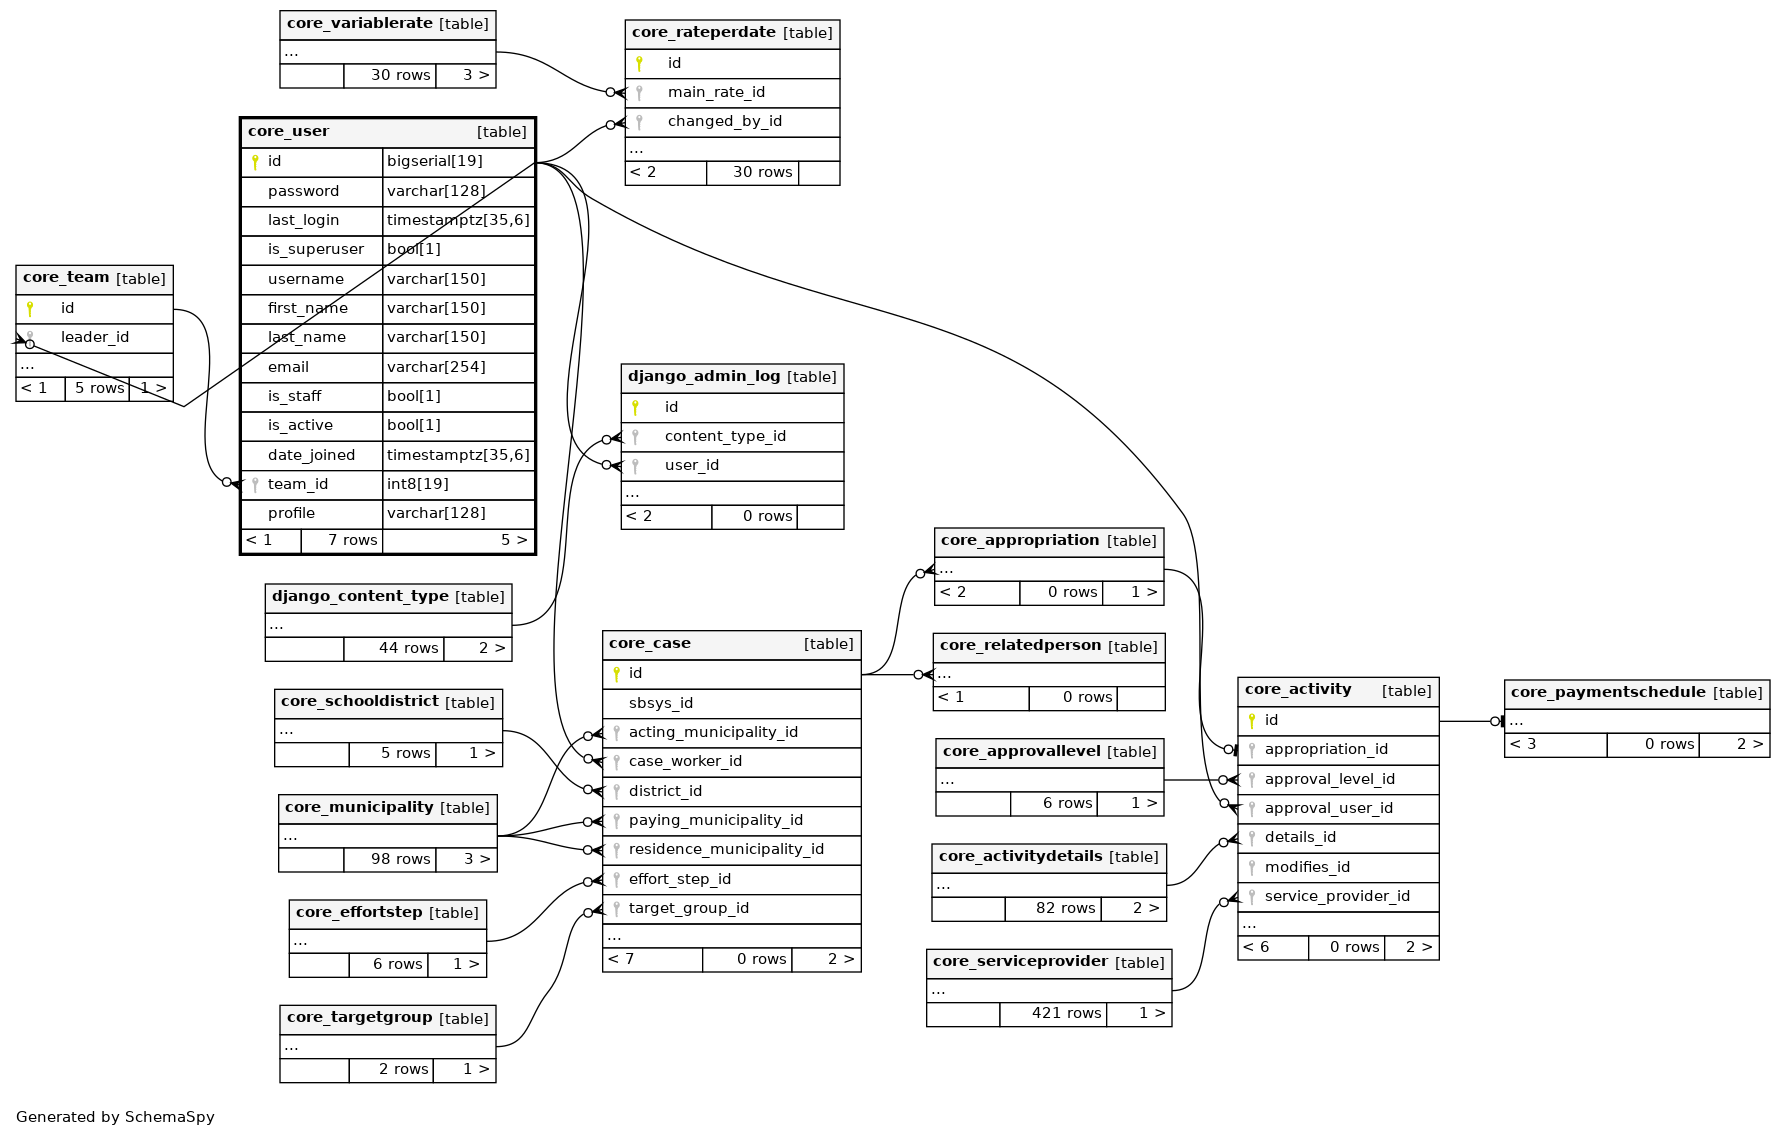 core_variablerate [table]
...
30 rows 3 >
core_rateperdate [table]
id
main_rate_id
changed_by_id
...
< 2 30 rows
core_user [table]
id bigserial[19]
password varchar[128]
last_login timestamptz[35,6]
is_superuser bool[1]
username varchar[150]
first_name varchar[150]
last_name varchar[150]
email varchar[254]
is_staff bool[1]
is_active bool[1]
date_joined timestamptz[35,6]
team_id int8[19]
profile varchar[128]
< 1 7 rows 5 >
core_team [table]
id
leader_id
...
< 1 5 rows 1 >
django_admin_log [table]
id
content_type_id
user_id
...
< 2 0 rows
django_content_type [table]
...
44 rows 2 >
core_schooldistrict [table]
...
5 rows 1 >
core_municipality [table]
...
98 rows 3 >
core_effortstep [table]
...
6 rows 1 >
core_targetgroup [table]
...
2 rows 1 >
core_case [table]
id
sbsys_id
acting_municipality_id
case_worker_id
district_id
paying_municipality_id
residence_municipality_id
effort_step_id
target_group_id
...
< 7 0 rows 2 >
core_appropriation [table]
...
< 2 0 rows 1 >
core_relatedperson [table]
...
< 1 0 rows
core_approvallevel [table]
...
6 rows 1 >
core_activitydetails [table]
...
82 rows 2 >
core_serviceprovider [table]
...
421 rows 1 >
core_activity [table]
id
appropriation_id
approval_level_id
approval_user_id
details_id
modifies_id
service_provider_id
...
< 6 0 rows 2 >
core_paymentschedule [table]
...
< 3 0 rows 2 >
Generated by SchemaSpy